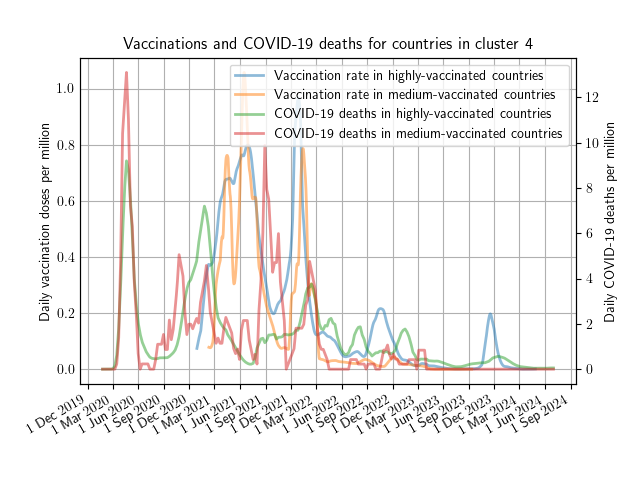 Vaccinations and COVID-19 deaths for countries in cluster 4
Vaccination rate in highly-vaccinated countries
Vaccination rate in medium-vaccinated countries
COVID-19 deaths in highly-vaccinated countries
COVID-19 deaths in medium-vaccinated countries
Daily vaccination doses per million
1.0
0.8
0.6
0.4
0.2
0.0
12
10
8
6
4
2
0
Daily COVID-19 deaths per million
1 Dec 2019
1 Mar 2020
1 Jun 2020
1 Sep 2020
1 Dec 2020
1 Mar 2021
1 Jun 2021
1 Sep 2021
1 Dec 2021
1 Mar 2022
1 Jun 2022
1 Sep 2022
1 Dec 2022
1 Mar 2023
1 Jun 2023
1 Sep 2023
1 Dec 2023
1 Mar 2024
1 Jun 2024
1 Sep 2024